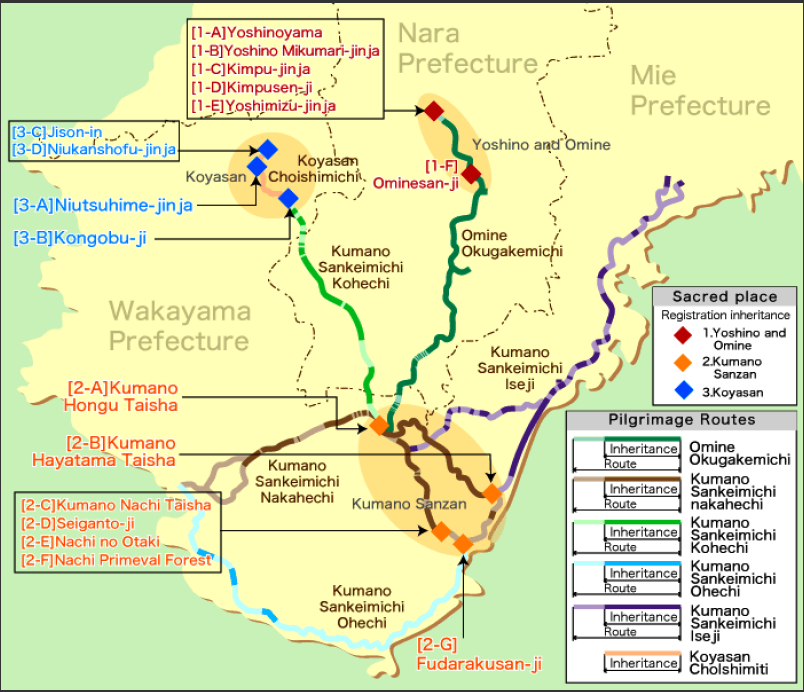 [1-A]Yoshinoyama
[1-B]Yoshino Mikumari-jinja
[1-C]Kimpu-jinja
[1-D]Kimpusen-ji
[1-E]Yoshimizu-jinja
Nara
Prefecture
Mie
Prefecture
[3-C]Jison-in
[3-D]Niukanshofu-jinja
Koyasan
Koyasan
Choishimichi
Yoshino and Omine
[1-F]
Ominesan-ji
[3-A]Niutsuhime-jinja
[3-B]Kongobu-ji
Kumano
Sankeimichi
Kohechi
Omine
Okugakemichi
Wakayama
Prefecture
Kumano
Sankeimichi
Iseji
Sacred place
Registration inheritance
1.Yoshino and
Omine
2.Kumano
Sanzan
3.Koyasan
[2-A]Kumano
Hongu Taisha
[2-B]Kumano
Hayatama Taisha
Kumano
Sankeimichi
Nakahechi
Kumano Sanzan
[2-C]Kumano Nachi Taisha
[2-D]Seiganto-ji
[2-E]Nachi no Otaki
[2-F]Nachi Primeval Forest
Kumano
Sankeimichi
Ohechi
[2-G]
Fudarakusan-ji
Pilgrimage Routes
Inheritance
Route
Omine
Okugakemichi
Inheritance
Route
Kumano
Sankeimichi
nakahechi
Inheritance
Route
Kumano
Sankeimichi
Kohechi
Inheritance
Route
Kumano
Sankeimichi
Ohechi
Inheritance
Route
Kumano
Sankeimichi
Iseji
Inheritance
Koyasan
Cholshimiti